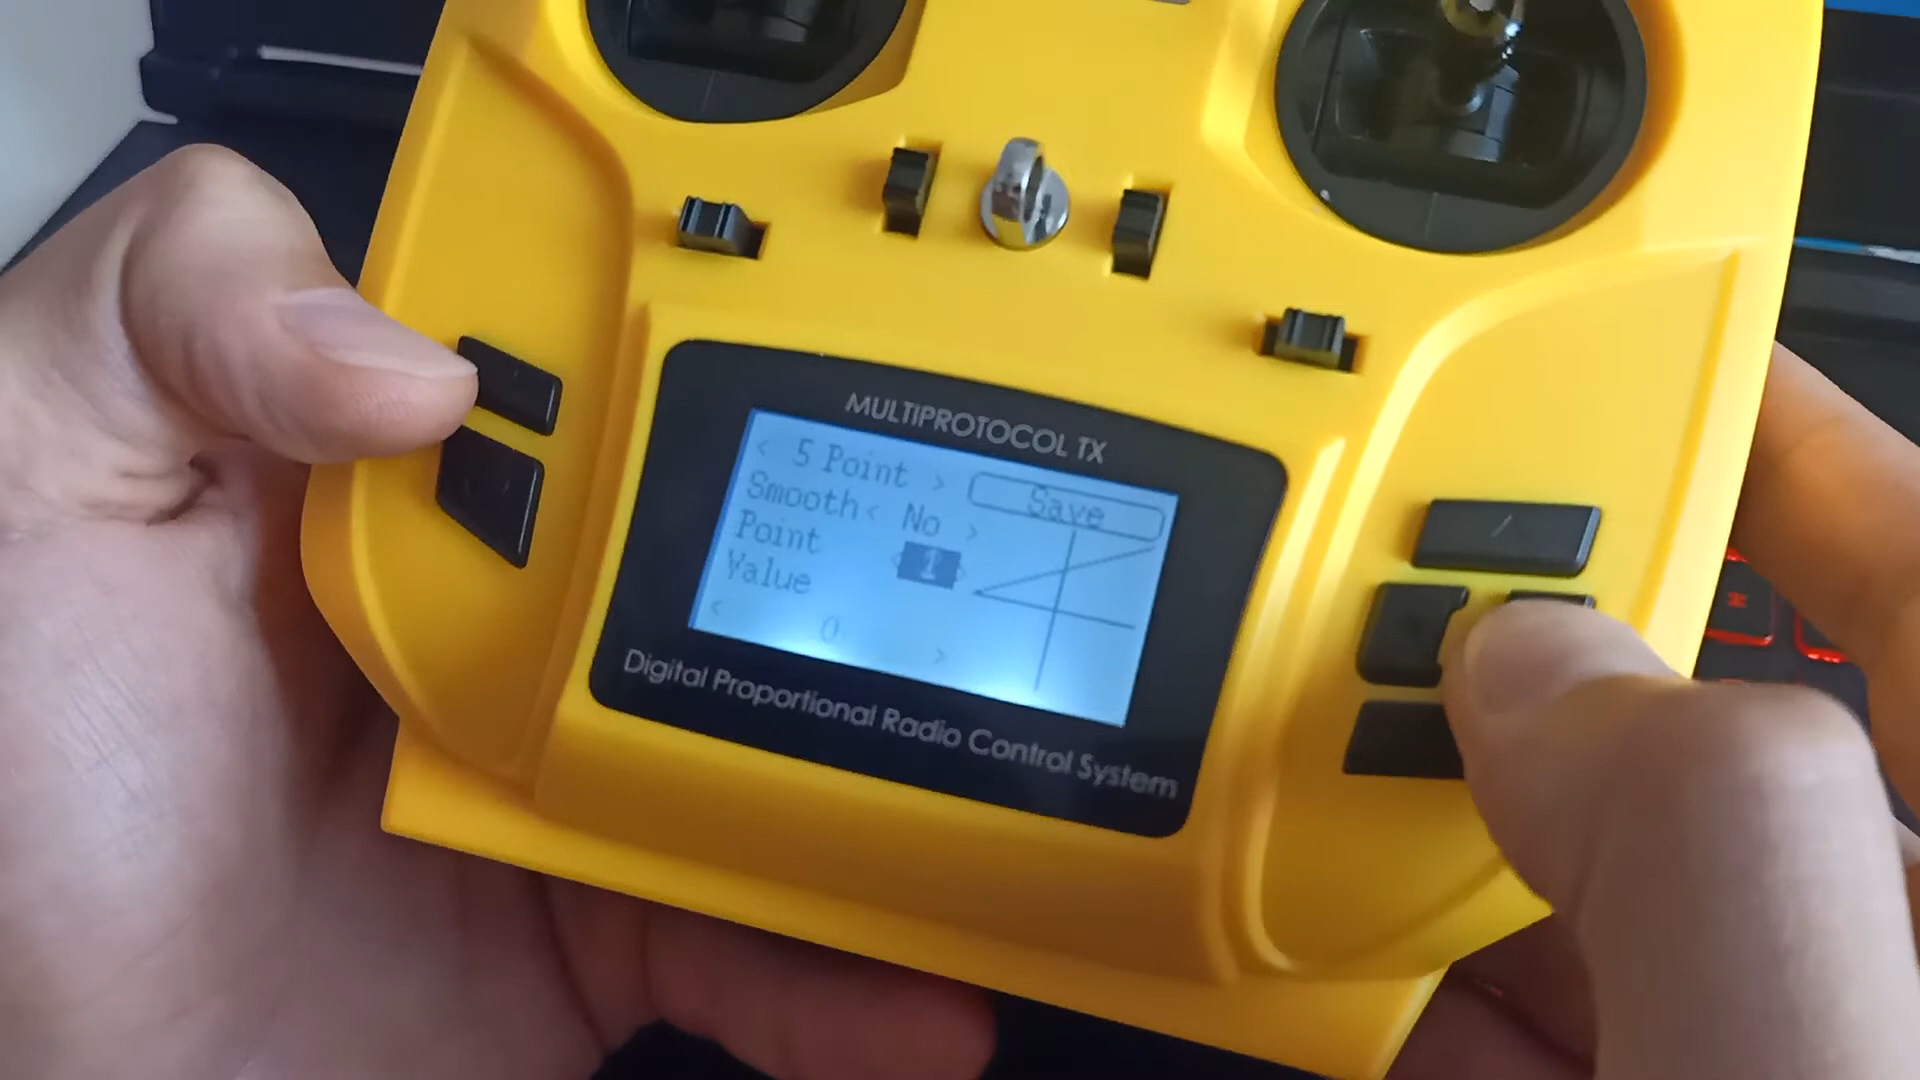 MULTIPROTOCOL TX
< 5 Point > Save
Smooth < No >
Point 1
Value
< 0 >
Digital Proportional Radio Control System